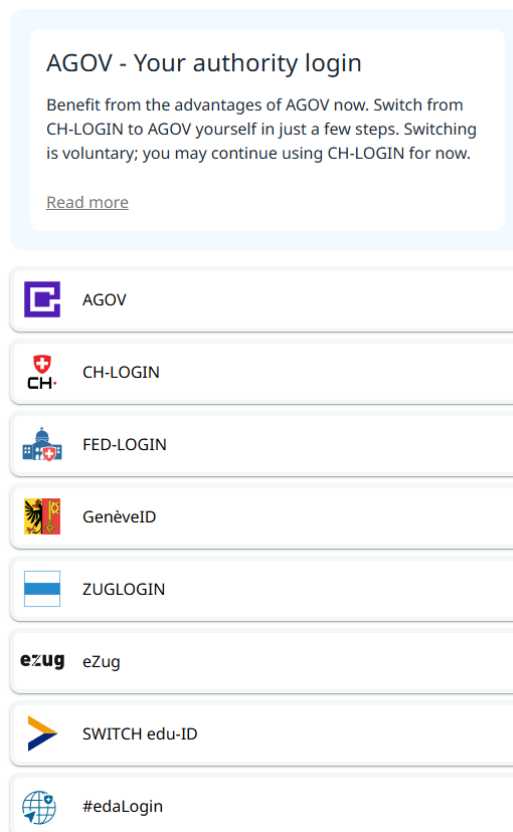 AGOV - Your authority login
Benefit from the advantages of AGOV now. Switch from
CH-LOGIN to AGOV yourself in just a few steps. Switching
is voluntary; you may continue using CH-LOGIN for now.
Read more
AGOV
CH
CH-LOGIN
FED-LOGIN
GenèveID
ZUGLOGIN
ezug
eZug
SWITCH edu-ID
#edaLogin